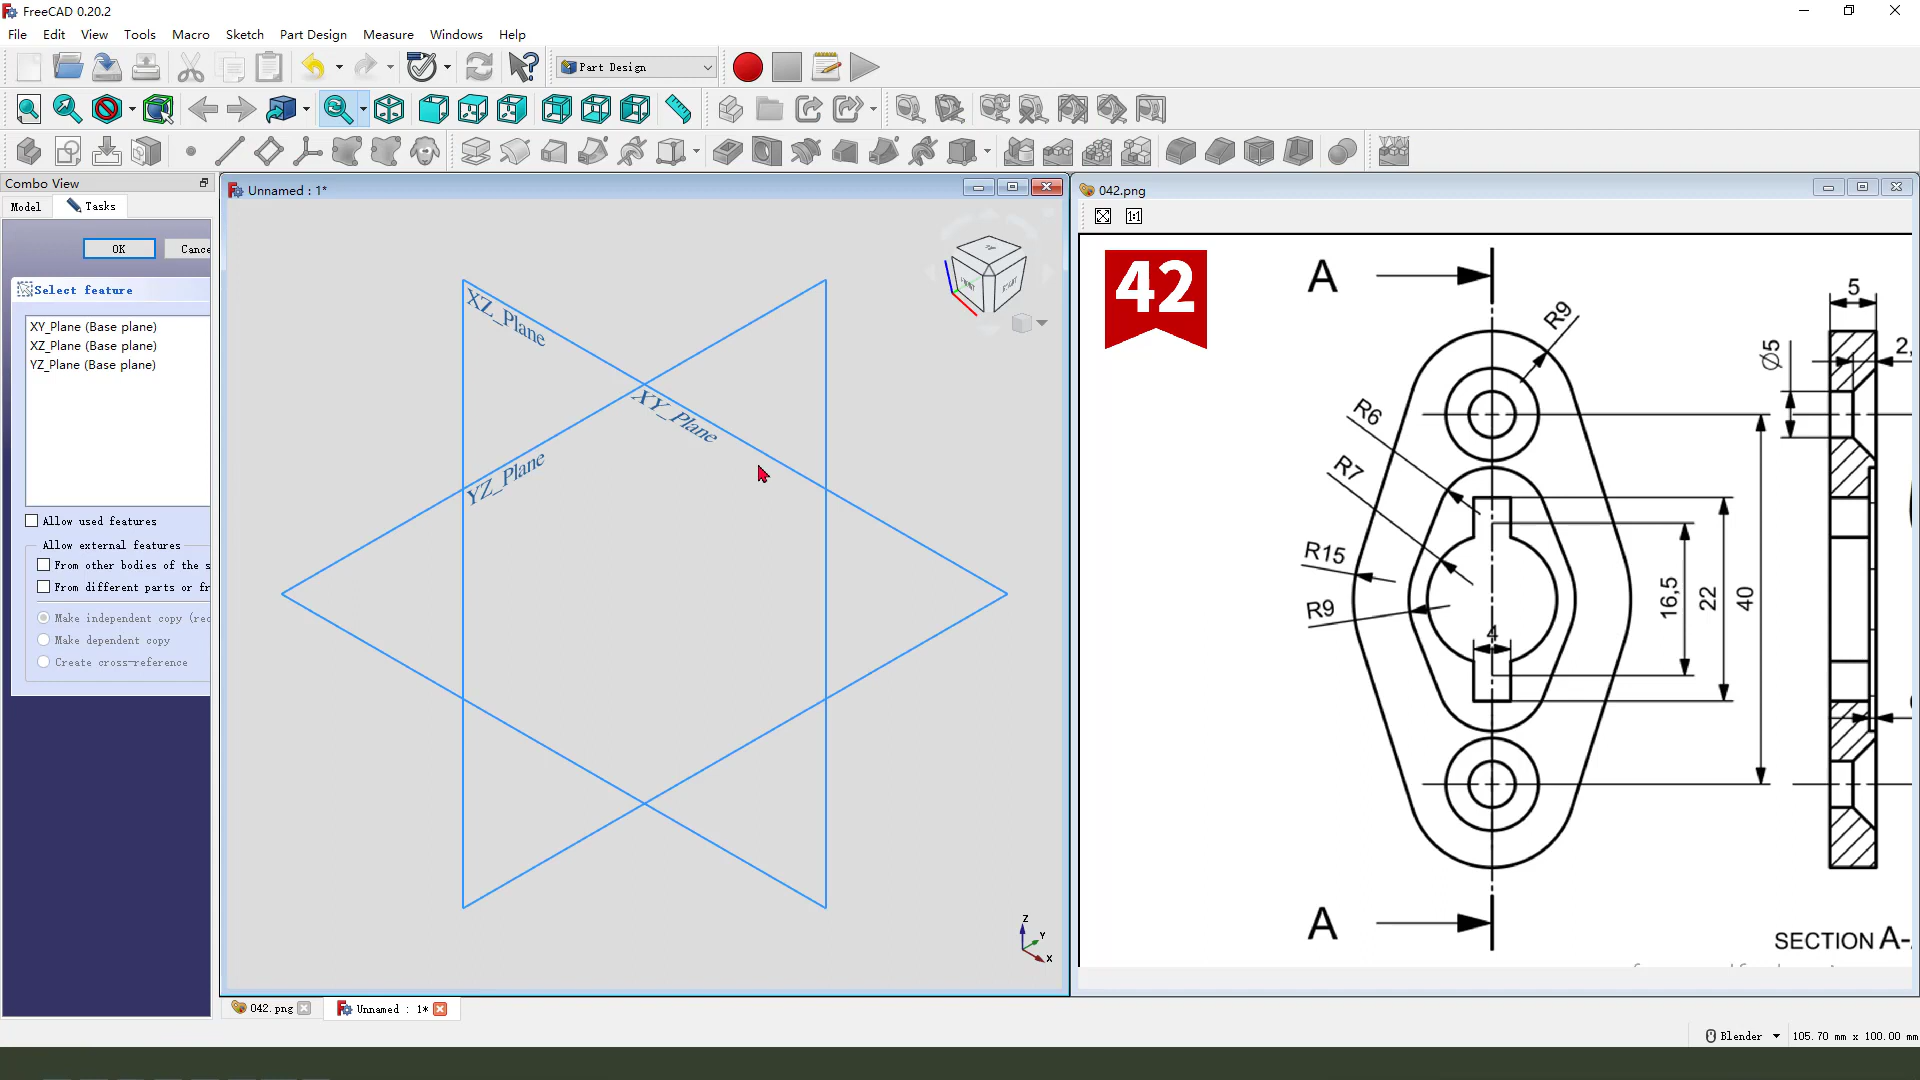 FreeCAD 0.20.2
File Edit View Tools Macro Sketch Part Design Measure Windows Help
Part Design
Combo View
Model Tasks
OK Cance
Select feature
XY_Plane (Base plane)
XZ_Plane (Base plane)
YZ_Plane (Base plane)
Allow used features
Allow external features
From other bodies of the s
From different parts or fr
Make independent copy (rec
Make dependent copy
Create cross-reference
Unnamed : 1*
XZ_Plane
XY_Plane
YZ_Plane
Z
Y
X
042.png
1:1
42
A
R9
5
Ø5
2,
R6
R7
R15
R9
4
16,5
22
40
A
SECTION A-
042.png Unnamed : 1*
Blender 105.70 mm x 100.00 mm